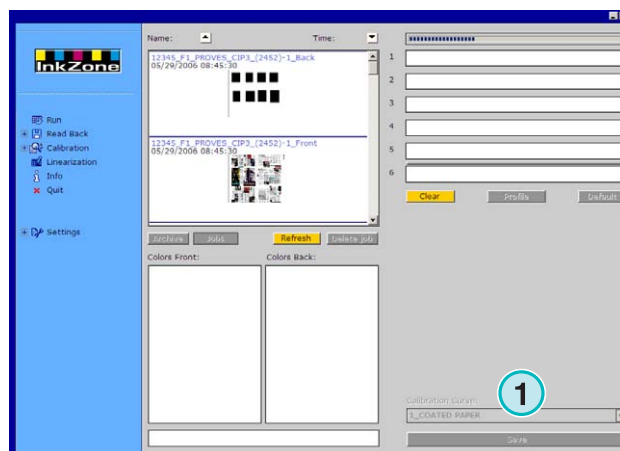 InkZone
Run
Read Back
Calibration
Linearization
Info
Quit
Settings
Name:
Time:
12345_F1_PROVES_CIP3_(2452)-1_Back
05/29/2006 08:45:30
12345_F1_PROVES_CIP3_(2452)-1_Front
05/29/2006 08:45:30
Archive
Jobs
Refresh
Delete job
Colors Front:
Colors Back:
1
2
3
4
5
6
Clear
Profile
Default
Calibration Curve:
1
1_COATED PAPER
Save